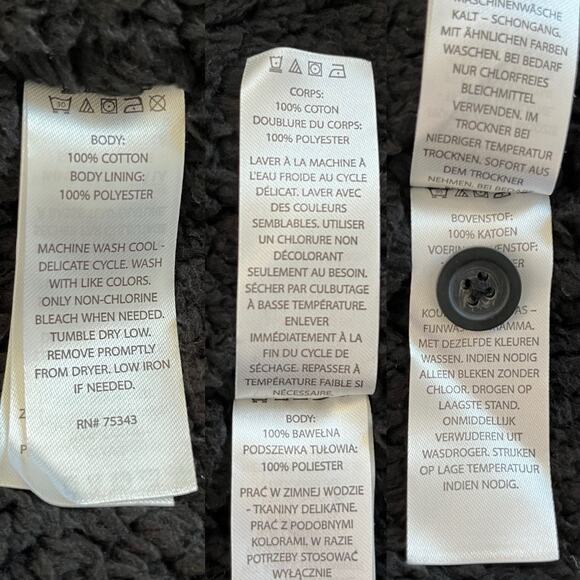 30
BODY:
100% COTTON
BODY LINING:
100% POLYESTER
MACHINE WASH COOL -
DELICATE CYCLE. WASH
WITH LIKE COLORS.
ONLY NON-CHLORINE
BLEACH WHEN NEEDED.
TUMBLE DRY LOW.
REMOVE PROMPTLY
FROM DRYER. LOW IRON
IF NEEDED.
RN# 75343
CORPS:
100% COTON
DOUBLURE DU CORPS:
100% POLYESTER
LAVER À LA MACHINE À
L'EAU FROIDE AU CYCLE
DÉLICAT. LAVER AVEC
DES COULEURS
SEMBLABLES. UTILISER
UN CHLORURE NON
DÉCOLORANT
SEULEMENT AU BESOIN.
SÉCHER PAR CULBUTAGE
À BASSE TEMPÉRATURE.
ENLEVER
IMMÉDIATEMENT À LA
FIN DU CYCLE DE
SÉCHAGE. REPASSER À
TEMPÉRATURE FAIBLE SI
NÉCESSAIRE.
BODY:
100% BAWEŁNA
PODSZEWKA TUŁOWIA:
100% POLIESTER
PRAĆ W ZIMNEJ WODZIE
- TKANINY DELIKATNE.
PRAĆ Z PODOBNYMI
KOLORAMI. W RAZIE
POTRZEBY STOSOWAĆ
WYŁĄCZNIE
MASCHINENWÄSCHE
KALT – SCHONGANG.
MIT ÄHNLICHEN FARBEN
WASCHEN. BEI BEDARF
NUR CHLORFREIES
BLEICHMITTEL
VERWENDEN. IM
TROCKNER BEI
NIEDRIGER TEMPERATUR
TROCKNEN. SOFORT AUS
DEM TROCKNER
NEHMEN. BEI
BOVENSTOF:
100% KATOEN
MET DEZELFDE KLEUREN
WASSEN. INDIEN NODIG
ALLEEN BLEKEN ZONDER
CHLOOR. DROGEN OP
LAAGSTE STAND.
ONMIDDELLIJK
VERWIJDEREN UIT
WASDROGER. STRIJKEN
OP LAGE TEMPERATUUR
INDIEN NODIG.